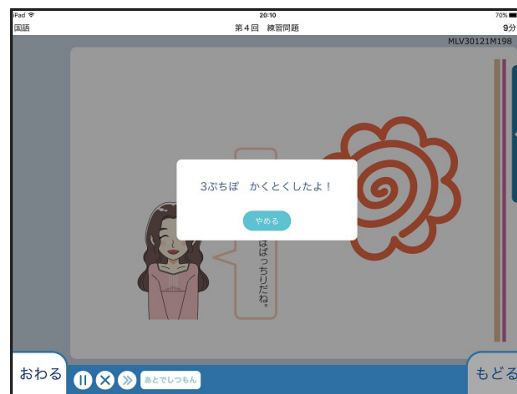 iPad
20:10
70%
国語
第4回 練習問題
9分
MLV30121M198
3ぷちぽ かくとくしたよ！
やめる
ばっちりだね。
おわる
あとでしつもん
もどる